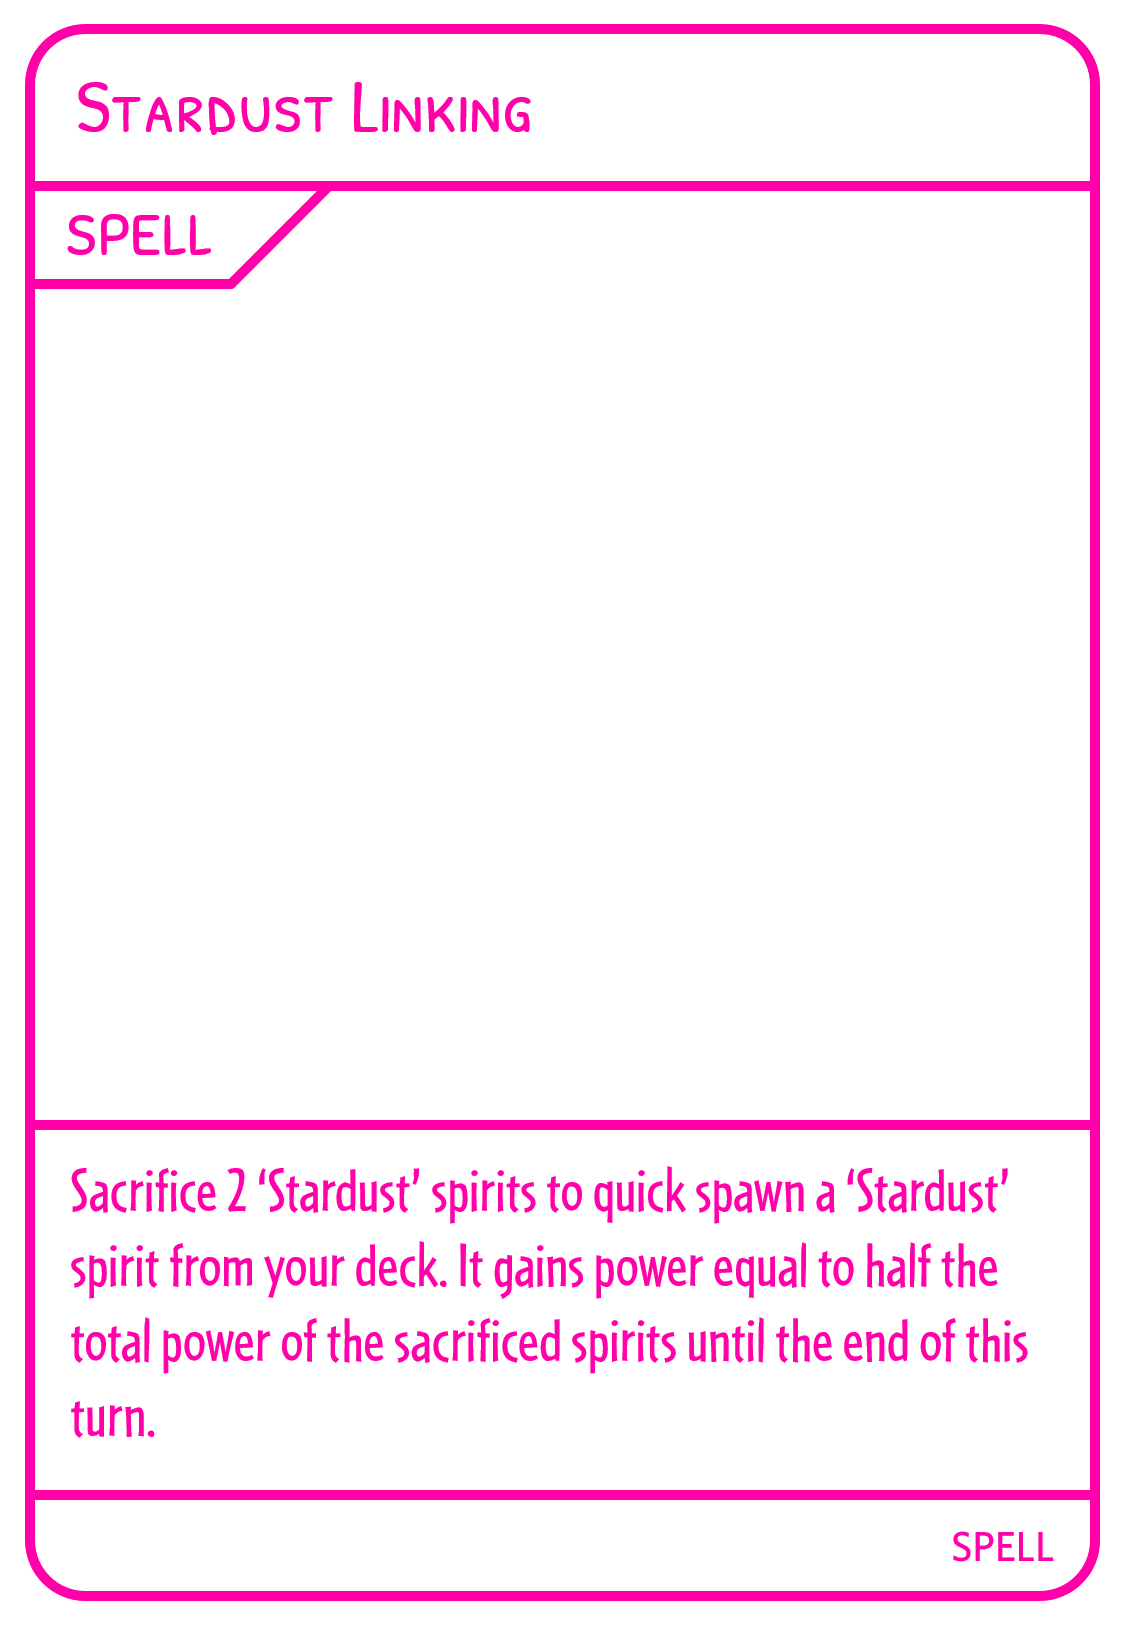 Stardust Linking
SPELL
Sacrifice 2 ‘Stardust’ spirits to quick spawn a ‘Stardust’
spirit from your deck. It gains power equal to half the
total power of the sacrificed spirits until the end of this
turn.
SPELL